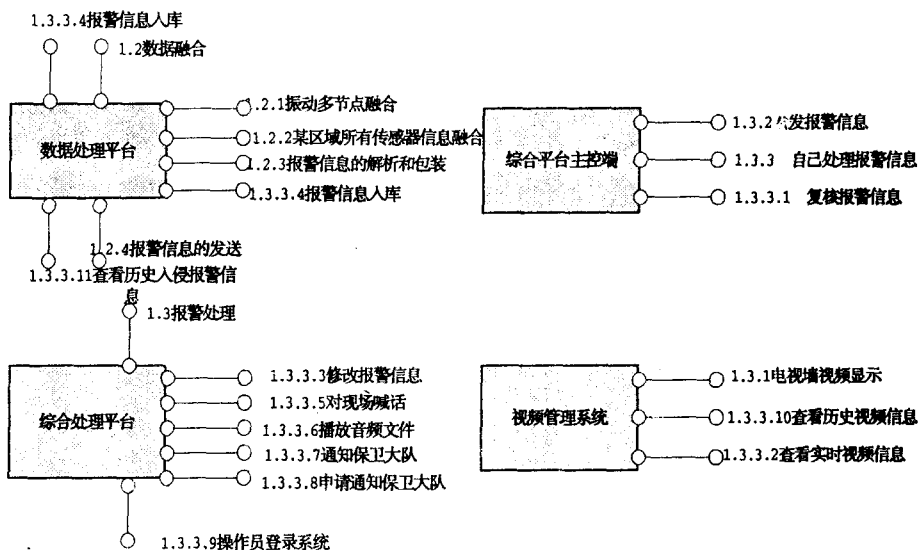 1.3.3.4报警信息入库
1.2数据融合
1.2.1振动多节点融合
1.2.2某区域所有传感器信息融合
1.2.3报警信息的解析和包装
1.3.3.4报警信息入库
数据处理平台
1.2.4报警信息的发送
1.3.3.11查看历史入侵报警信
息
综合平台主控端
1.3.2 发报警信息
1.3.3 自己处理报警信息
1.3.3.1 复核报警信息
1.3报警处理
综合处理平台
1.3.3.3修改报警信息
1.3.3.5对现场喊话
1.3.3.6播放音频文件
1.3.3.7通知保卫大队
1.3.3.8申请通知保卫大队
1.3.3.9操作员登录系统
视频管理系统
1.3.1电视墙视频显示
1.3.3.10查看历史视频信息
1.3.3.2查看实时视频信息